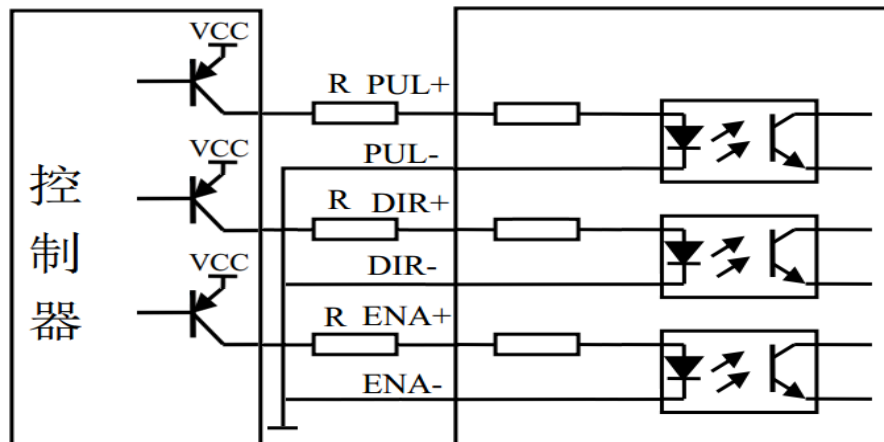 VCC
R PUL+
PUL-
VCC
R DIR+
DIR-
VCC
R ENA+
ENA-
控
制
器